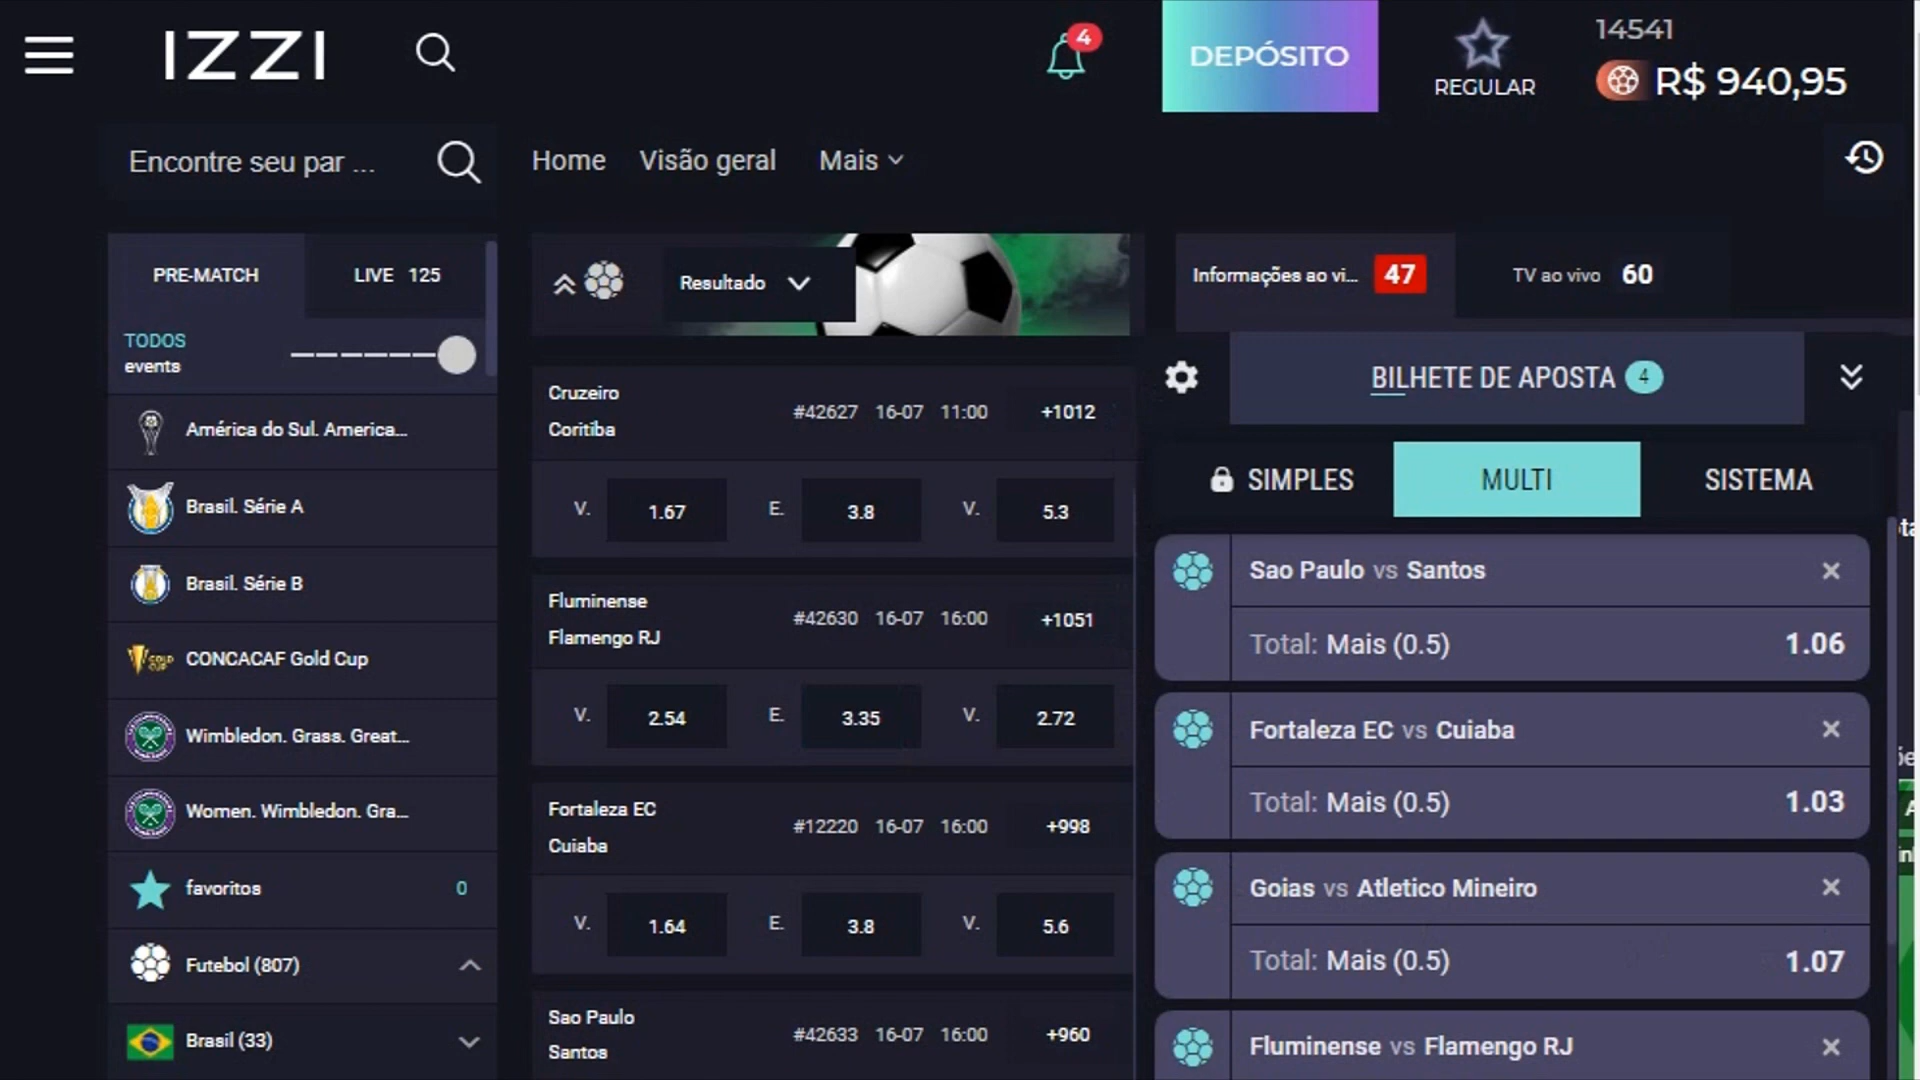 IZZI
4
DEPÓSITO
REGULAR
14541
R$ 940,95
Encontre seu par ...
Home
Visão geral
Mais
PRE-MATCH
LIVE 125
TODOS
events
América do Sul. America...
Brasil. Série A
Brasil. Série B
GOLD CUP
CONCACAF Gold Cup
Wimbledon. Grass. Great...
Women. Wimbledon. Gra...
favoritos 0
Futebol (807)
Brasil (33)
Resultado
Cruzeiro
Coritiba
#42627 16-07 11:00 +1012
V. 1.67 E. 3.8 V. 5.3
Fluminense
Flamengo RJ
#42630 16-07 16:00 +1051
V. 2.54 E. 3.35 V. 2.72
Fortaleza EC
Cuiaba
#12220 16-07 16:00 +998
V. 1.64 E. 3.8 V. 5.6
Sao Paulo
Santos
#42633 16-07 16:00 +960
Informações ao vi... 47
TV ao vivo 60
BILHETE DE APOSTA 4
SIMPLES
MULTI
SISTEMA
Sao Paulo vs Santos
Total: Mais (0.5) 1.06
Fortaleza EC vs Cuiaba
Total: Mais (0.5) 1.03
Goias vs Atletico Mineiro
Total: Mais (0.5) 1.07
Fluminense vs Flamengo RJ